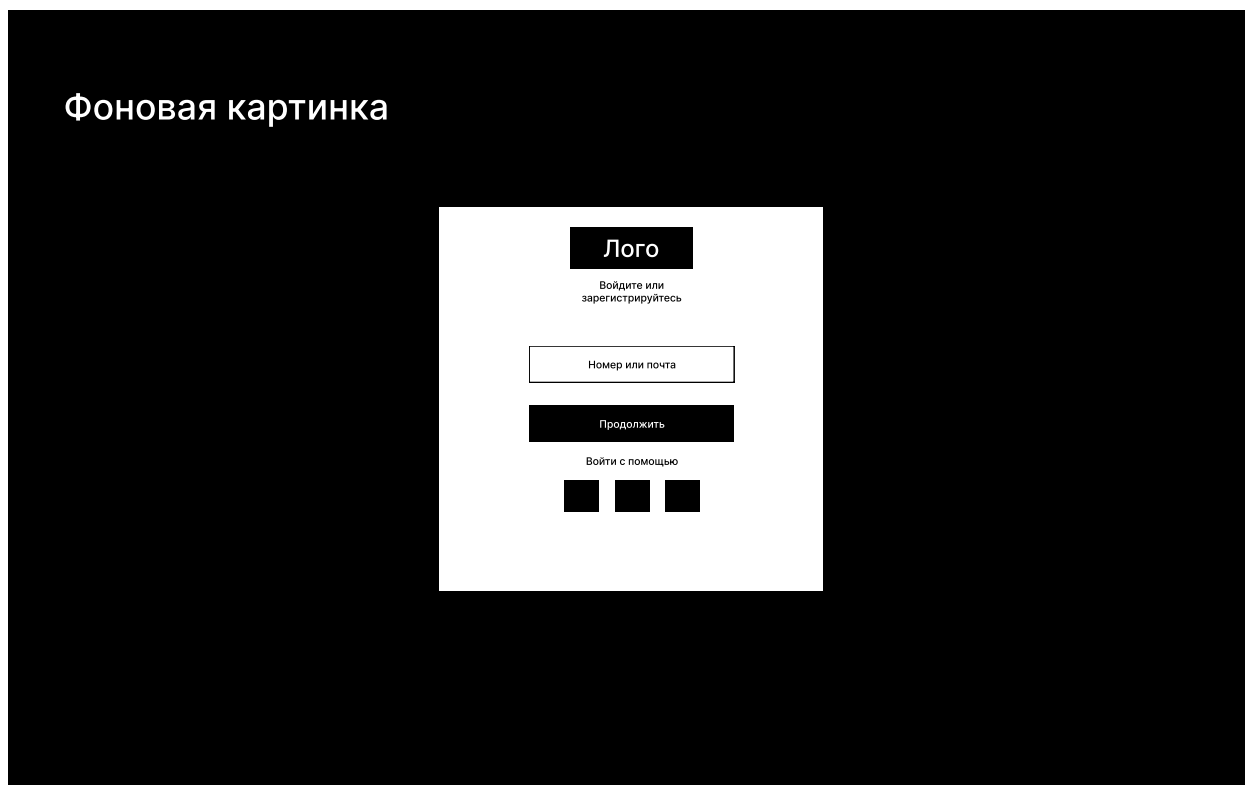 Фоновая картинка
Лого
Войдите или
зарегистрируйтесь
Номер или почта
Продолжить
Войти с помощью